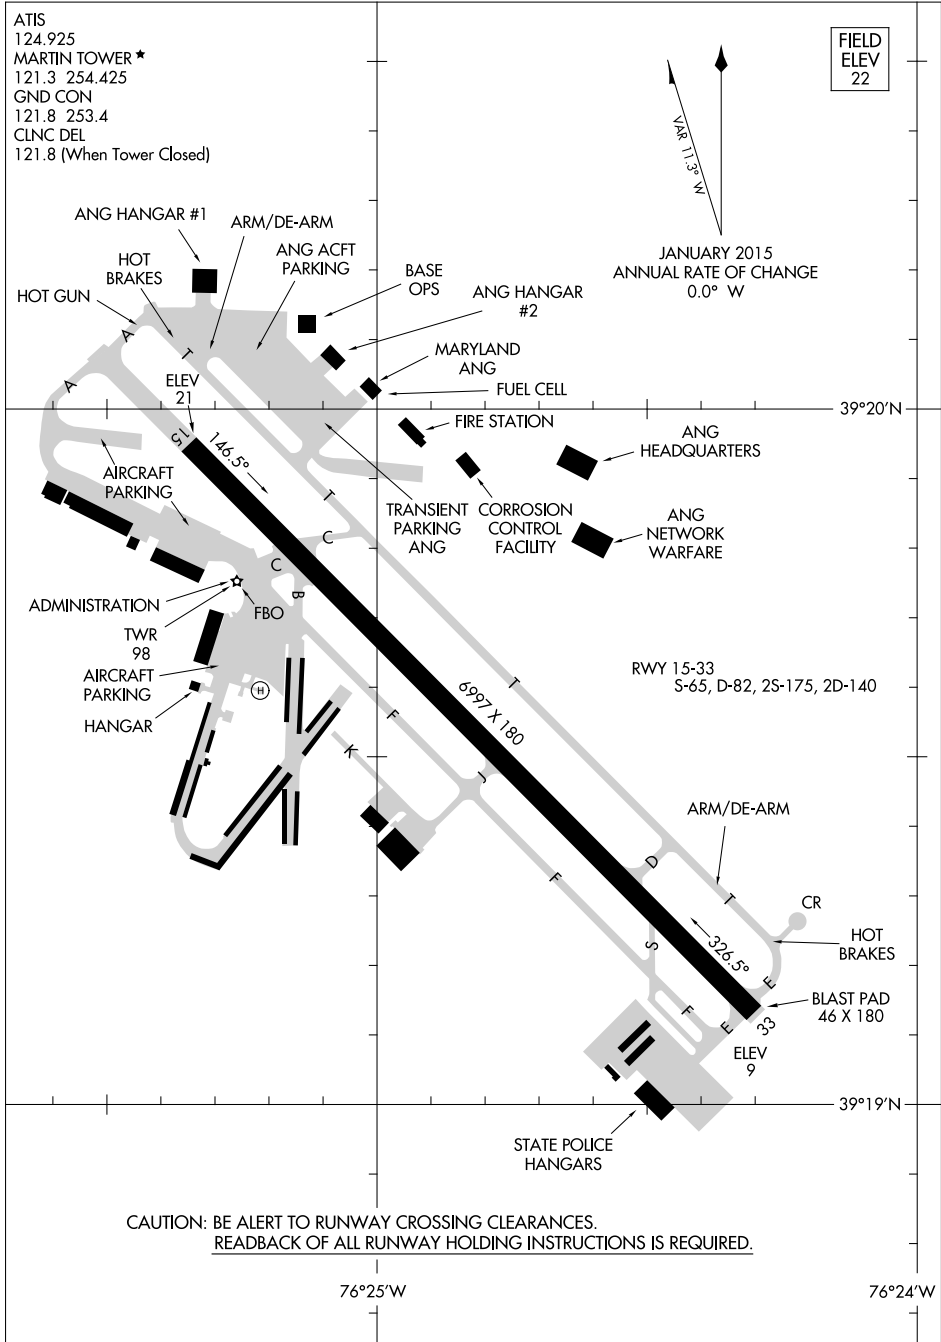 ATIS
124.925
MARTIN TOWER★
121.3 254.425
GND CON
121.8 253.4
CLNC DEL
121.8 (When Tower Closed)
FIELD
ELEV
22
VAR 11.3° W
JANUARY 2015
ANNUAL RATE OF CHANGE
0.0° W
ANG HANGAR #1
ARM/DE-ARM
HOT
BRAKES
ANG ACFT
PARKING
HOT GUN
BASE
OPS
ANG HANGAR
#2
MARYLAND
ANG
FUEL CELL
A
A
T
ELEV
21
39°20'N
FIRE STATION
15
146.5°
ANG
HEADQUARTERS
AIRCRAFT
PARKING
T
TRANSIENT
PARKING
ANG
CORROSION
CONTROL
FACILITY
ANG
NETWORK
WARFARE
C
C
B
ADMINISTRATION
FBO
TWR
98
AIRCRAFT
PARKING
H
HANGAR
RWY 15-33
S-65, D-82, 2S-175, 2D-140
T
6997 X 180
F
K
J
ARM/DE-ARM
D
F
T
CR
S
326.5°
HOT
BRAKES
E
F
E
33
BLAST PAD
46 X 180
ELEV
9
39°19'N
STATE POLICE
HANGARS
CAUTION: BE ALERT TO RUNWAY CROSSING CLEARANCES.
READBACK OF ALL RUNWAY HOLDING INSTRUCTIONS IS REQUIRED.
76°25'W
76°24'W